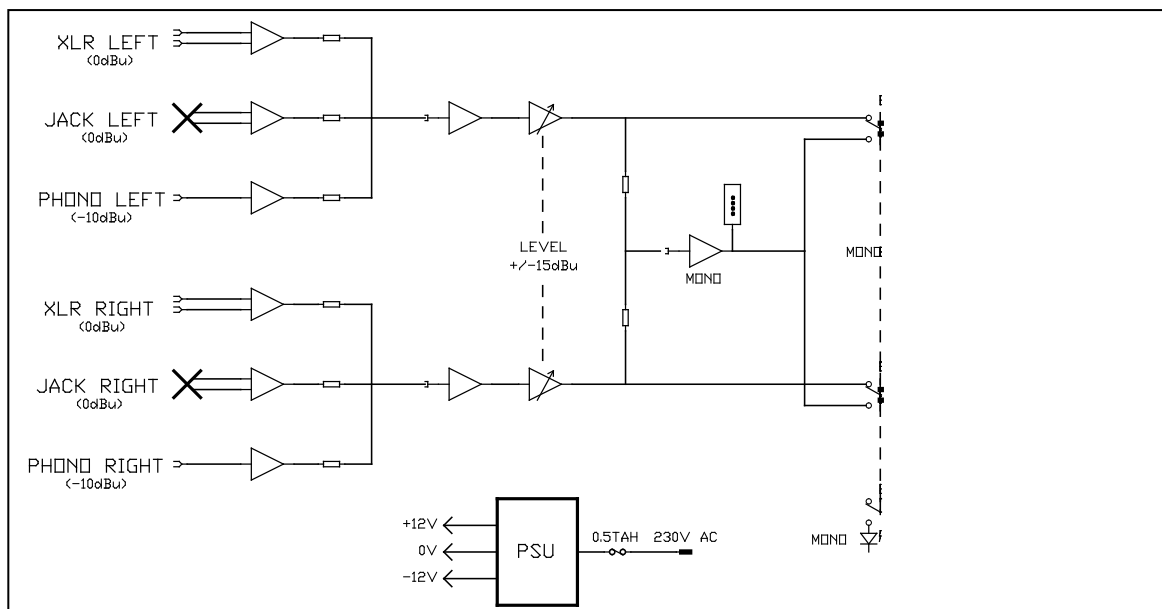 XLR LEFT
(0dBu)
JACK LEFT
(0dBu)
PHONO LEFT
(-10dBu)
LEVEL
+/-15dBu
MONO
MONO
XLR RIGHT
(0dBu)
JACK RIGHT
(0dBu)
PHONO RIGHT
(-10dBu)
+12V
0V
-12V
PSU
0.5TAH
230V AC
MONO